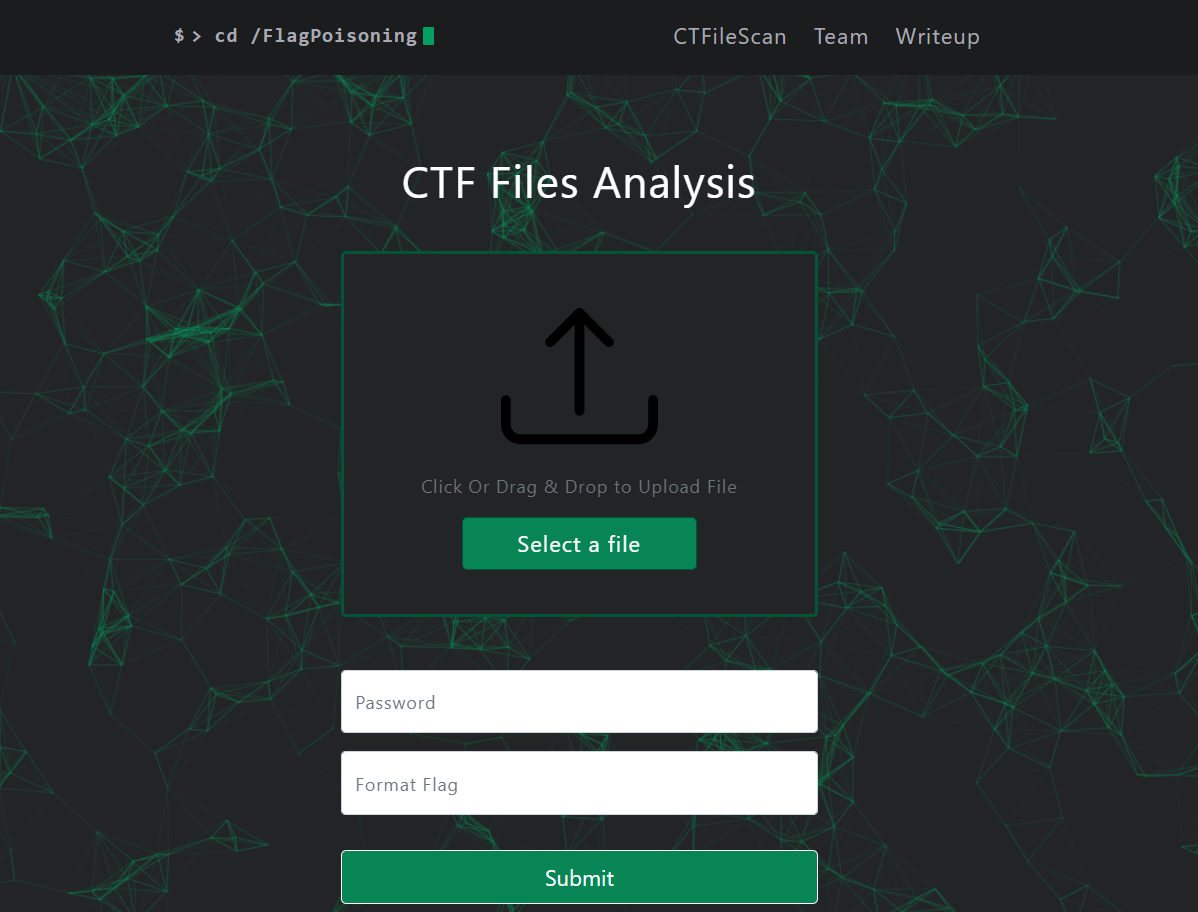 $ > cd /FlagPoisoning
CTFileScan Team Writeup
CTF Files Analysis
Click Or Drag & Drop to Upload File
Select a file
Password
Format Flag
Submit